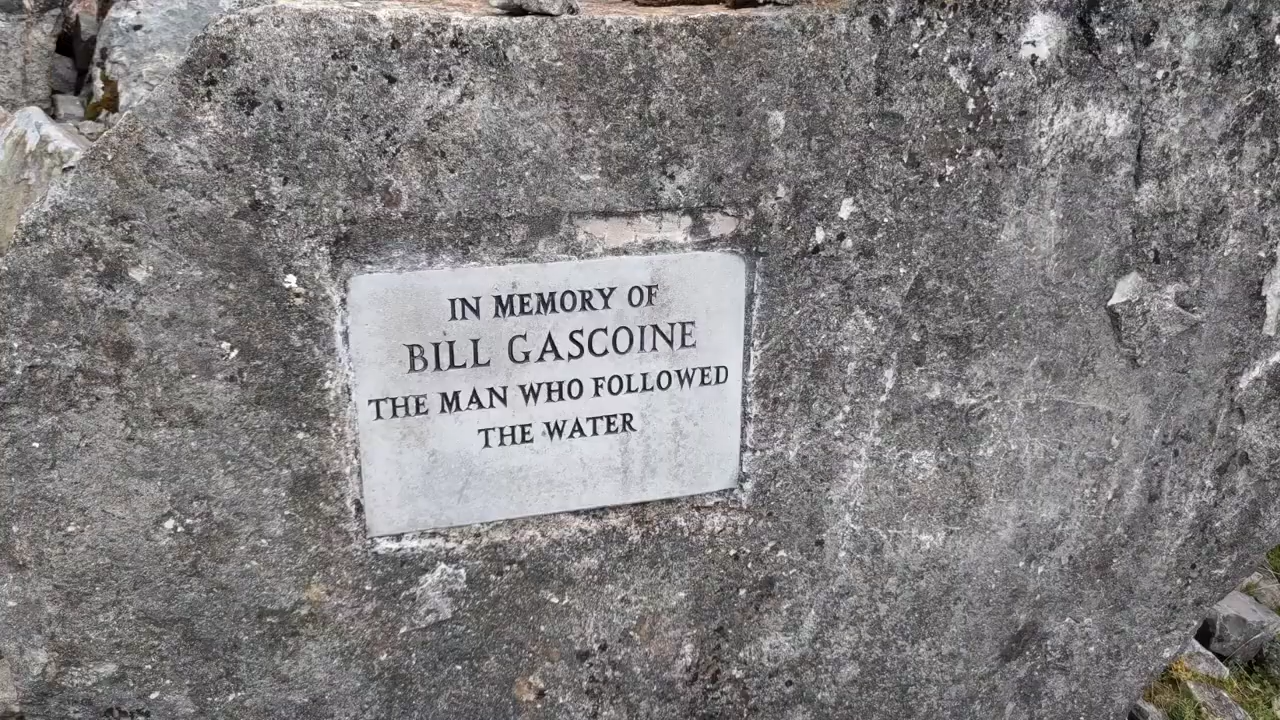 IN MEMORY OF
BILL GASCOINE
THE MAN WHO FOLLOWED
THE WATER